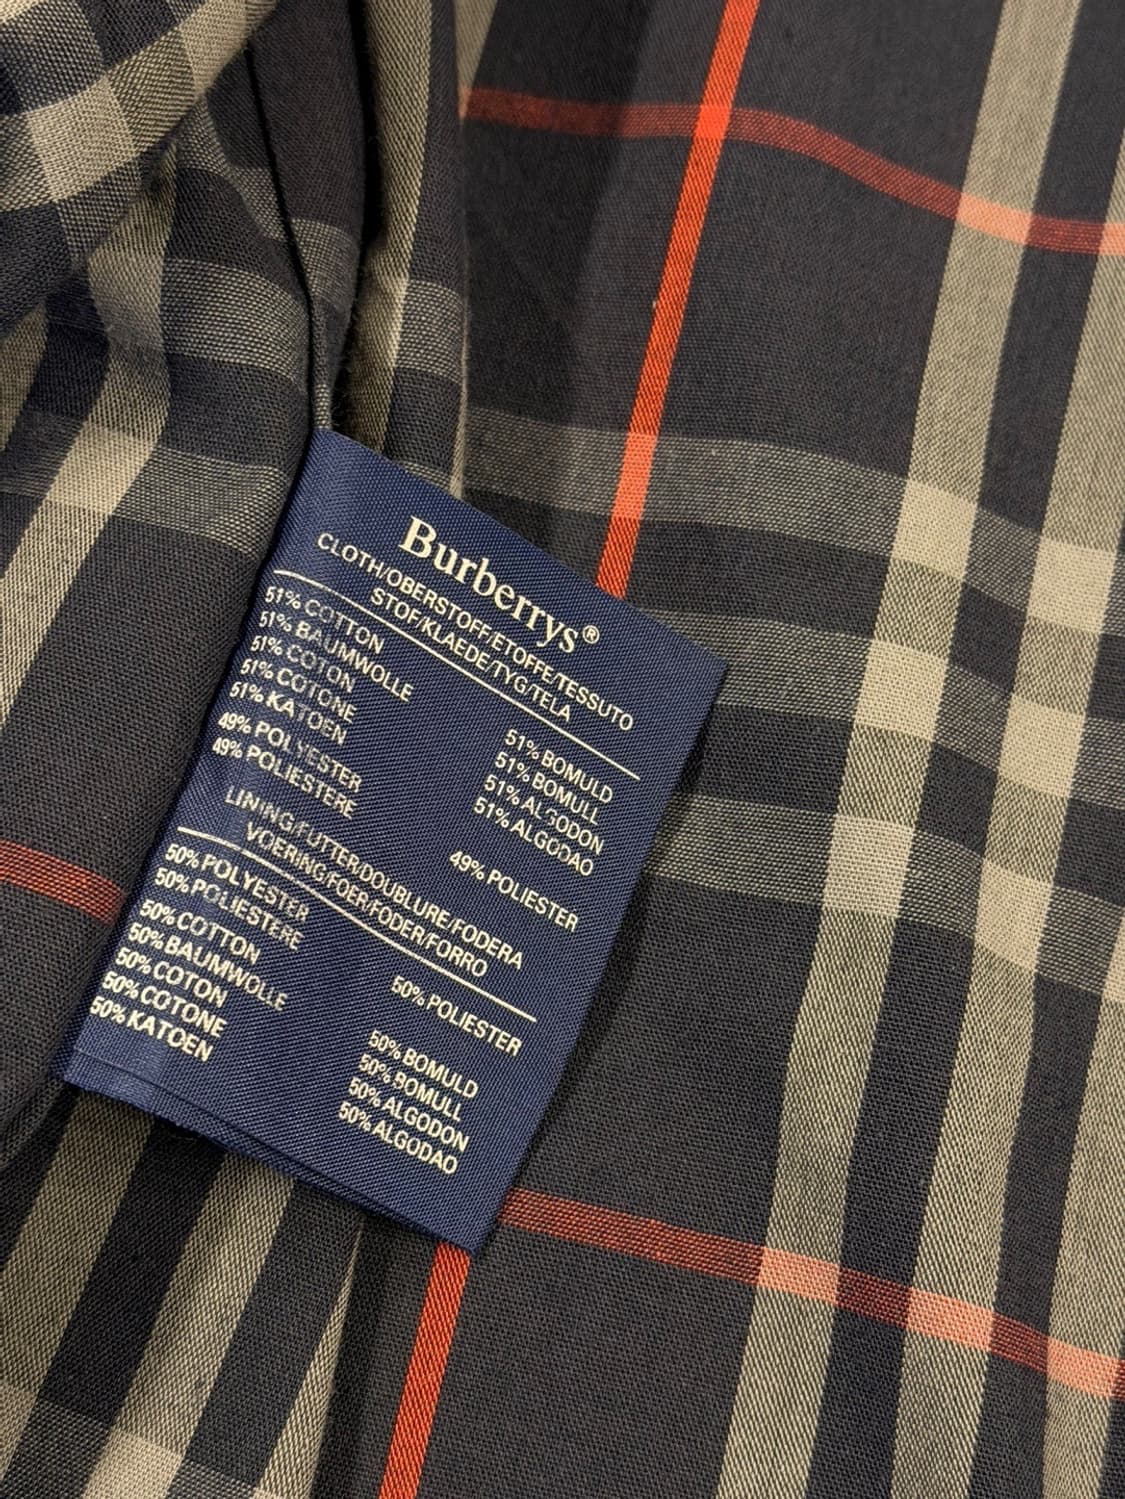 Burberrys®
CLOTH/OBERSTOFF/ETOFFE/TESSUTO
STOF/KLAEDE/TYG/TELA
51% COTTON
51% BAUMWOLLE
51% COTON
51% COTONE
51% KATOEN
49% POLYESTER
49% POLIESTERE
51% BOMULD
51% BOMULL
51% ALGODON
51% ALGODAO
49% POLIESTER
LINING/FUTTER/DOUBLURE/FODERA
VOERING/FOER/FODER/FORRO
50% POLYESTER
50% POLIESTERE
50% COTTON
50% BAUMWOLLE
50% COTON
50% COTONE
50% KATOEN
50% POLIESTER
50% BOMULD
50% BOMULL
50% ALGODON
50% ALGODAO